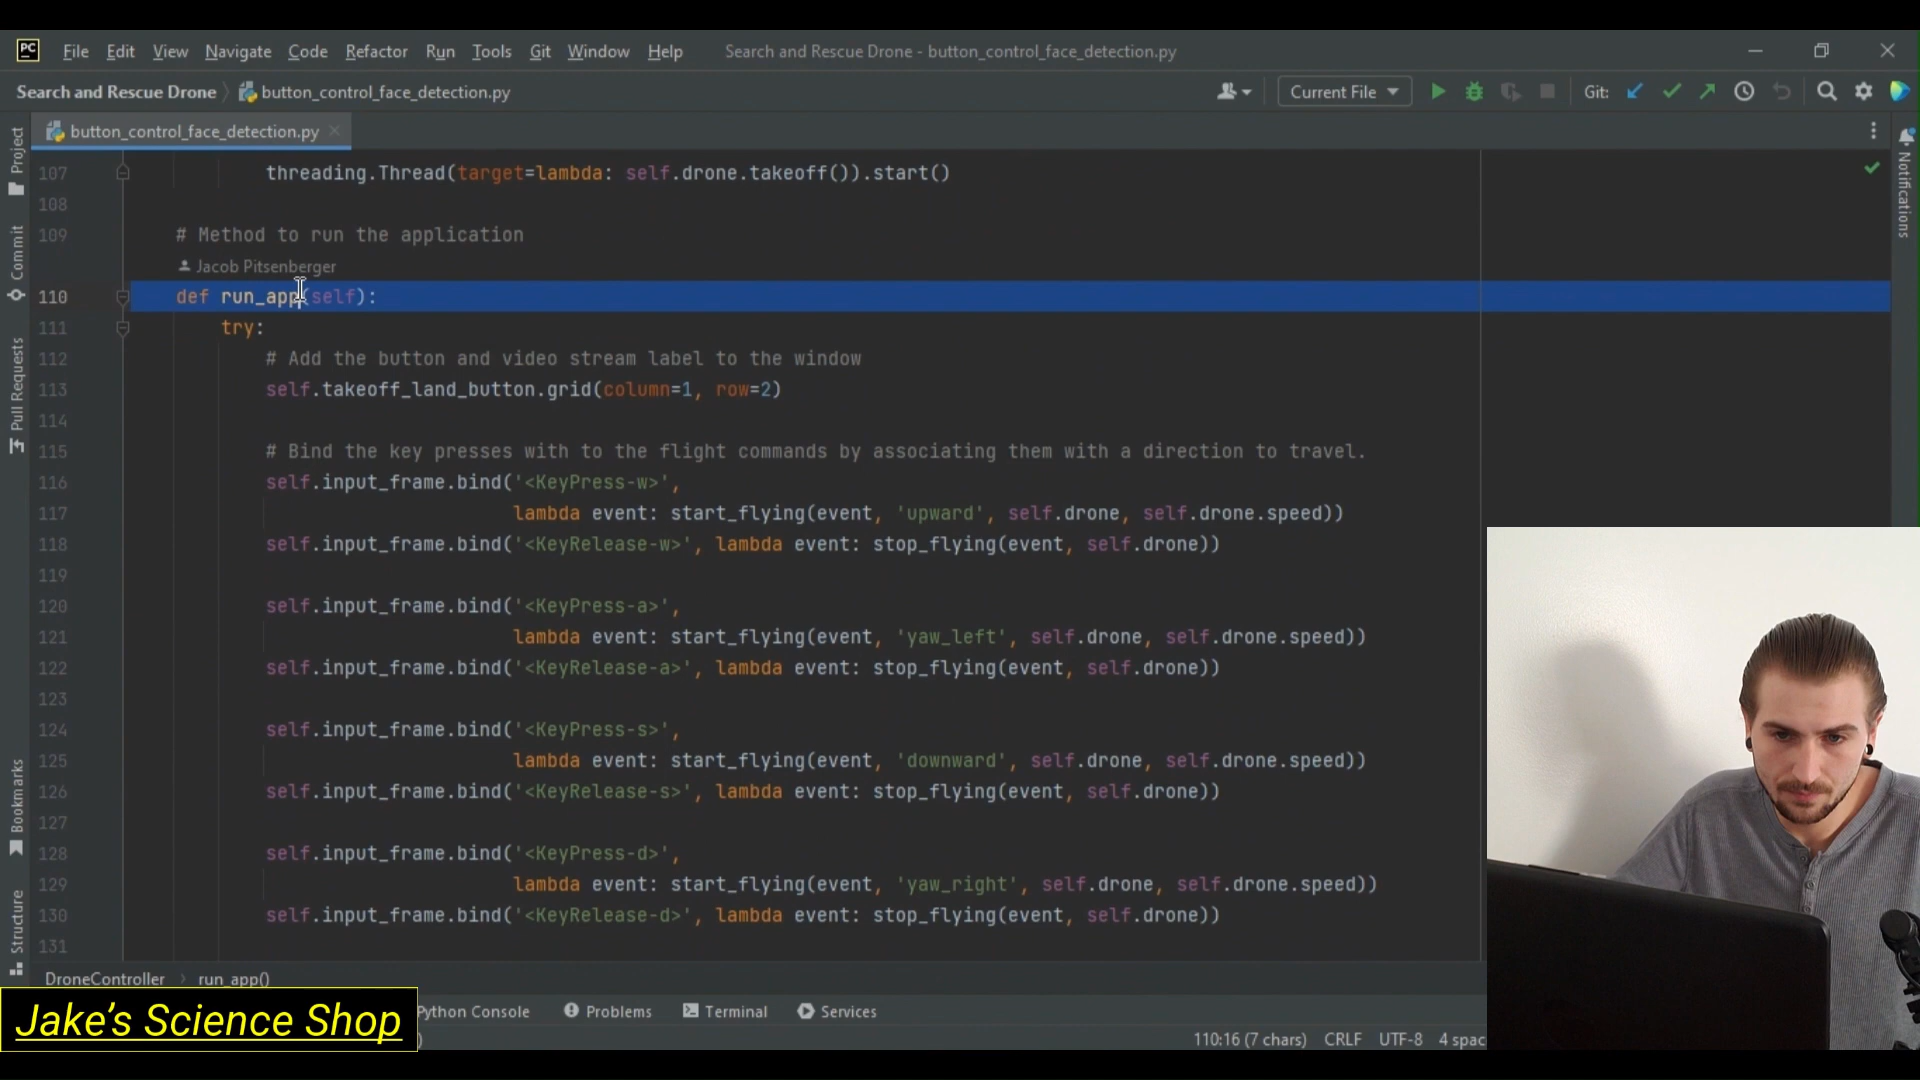 PC File Edit View Navigate Code Refactor Run Tools Git Window Help Search and Rescue Drone - button_control_face_detection.py
Search and Rescue Drone button_control_face_detection.py Current File Git:
button_control_face_detection.py
Project
Commit
Pull Requests
Bookmarks
Structure
Notifications
107 threading.Thread(target=lambda: self.drone.takeoff()).start()
108
109 # Method to run the application
Jacob Pitsenberger
110 def run_app(self):
111 try:
112 # Add the button and video stream label to the window
113 self.takeoff_land_button.grid(column=1, row=2)
114
115 # Bind the key presses with to the flight commands by associating them with a direction to travel.
116 self.input_frame.bind('<KeyPress-w>',
117 lambda event: start_flying(event, 'upward', self.drone, self.drone.speed))
118 self.input_frame.bind('<KeyRelease-w>', lambda event: stop_flying(event, self.drone))
119
120 self.input_frame.bind('<KeyPress-a>',
121 lambda event: start_flying(event, 'yaw_left', self.drone, self.drone.speed))
122 self.input_frame.bind('<KeyRelease-a>', lambda event: stop_flying(event, self.drone))
123
124 self.input_frame.bind('<KeyPress-s>',
125 lambda event: start_flying(event, 'downward', self.drone, self.drone.speed))
126 self.input_frame.bind('<KeyRelease-s>', lambda event: stop_flying(event, self.drone))
127
128 self.input_frame.bind('<KeyPress-d>',
129 lambda event: start_flying(event, 'yaw_right', self.drone, self.drone.speed))
130 self.input_frame.bind('<KeyRelease-d>', lambda event: stop_flying(event, self.drone))
131
DroneController run_app()
Jake's Science Shop
Python Console Problems Terminal Services
110:16 (7 chars) CRLF UTF-8 4 spac